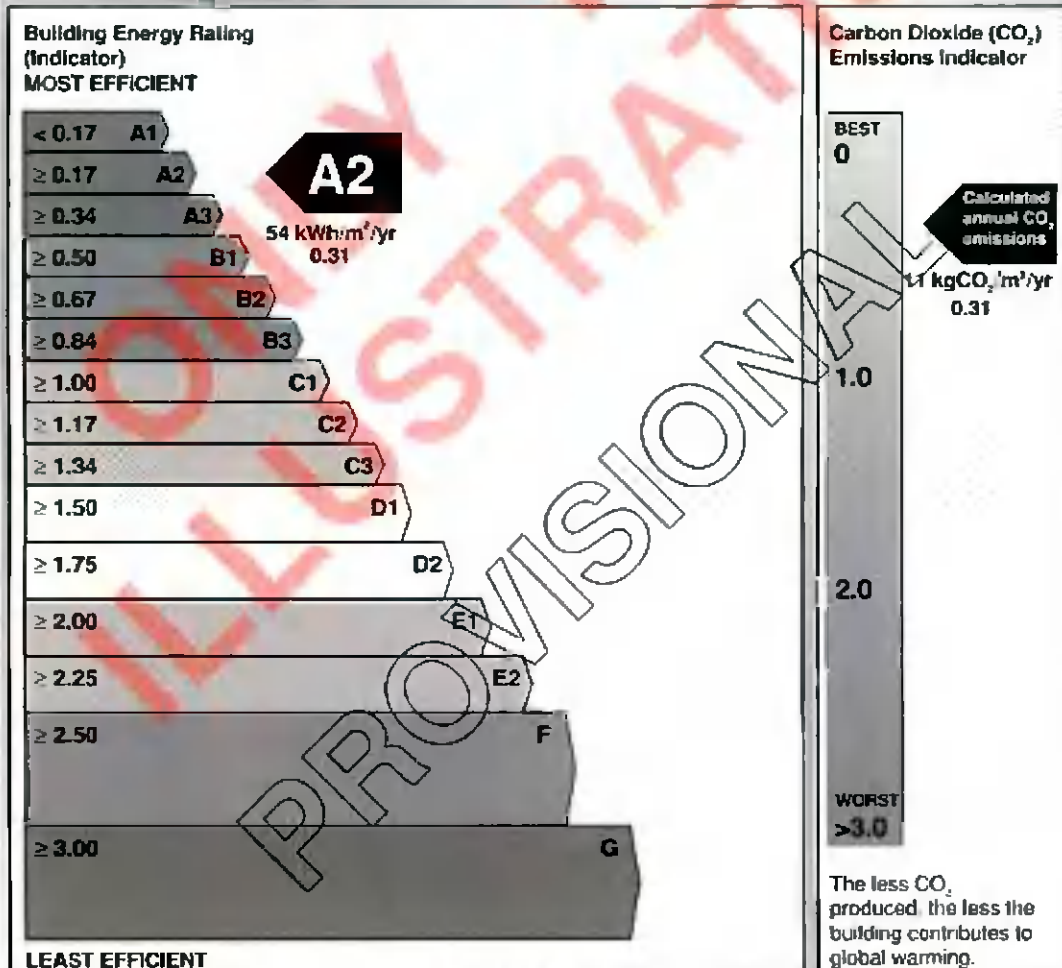 Building Energy Rating
(Indicator)
MOST EFFICIENT
< 0.17 A1
≥ 0.17 A2
≥ 0.34 A3
≥ 0.50 B1
≥ 0.67 B2
≥ 0.84 B3
≥ 1.00 C1
≥ 1.17 C2
≥ 1.34 C3
≥ 1.50 D1
≥ 1.75 D2
≥ 2.00 E1
≥ 2.25 E2
≥ 2.50 F
≥ 3.00 G
LEAST EFFICIENT
A2
54 kWh/m²/yr
0.31
Carbon Dioxide (CO₂)
Emissions Indicator
BEST
0
1.0
2.0
WORST
>3.0
Calculated
annual CO₂
emissions
kgCO₂/m²/yr
0.31
The less CO₂
produced, the less the
building contributes to
global warming.
ONLY
PROVISIONAL